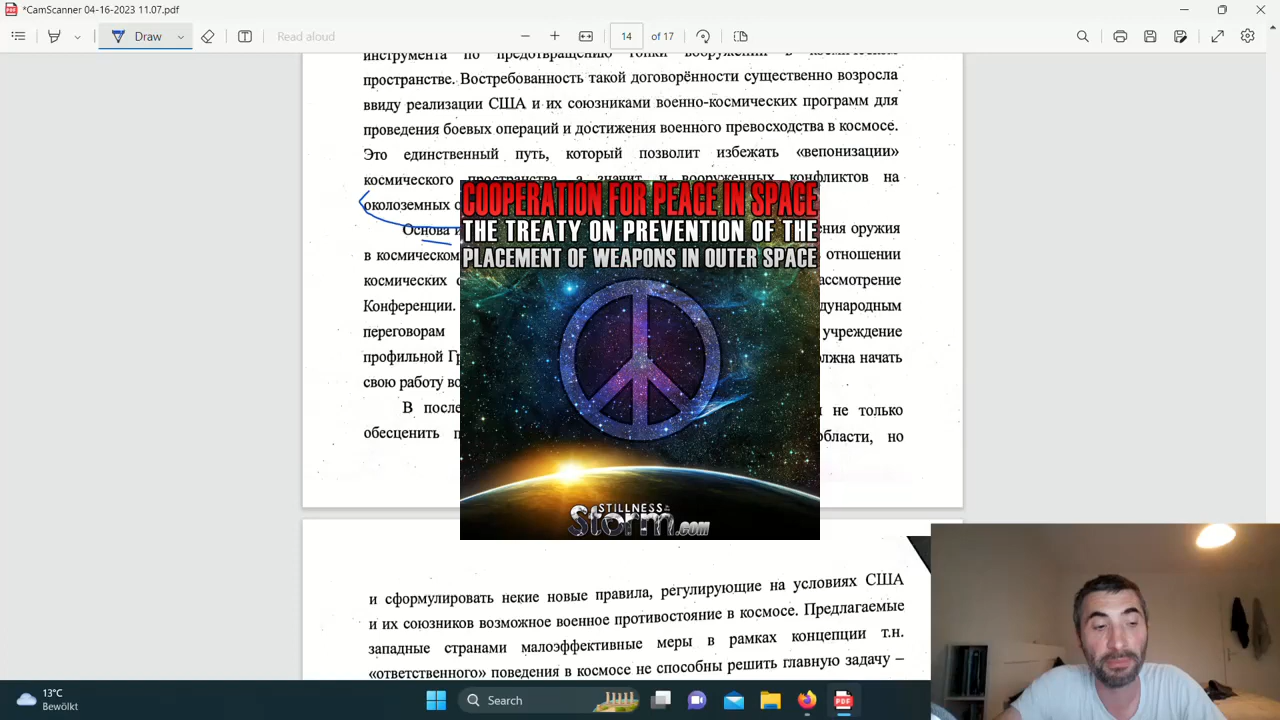 *CamScanner 04-16-2023 11.07.pdf
Draw
Read aloud
14 of 17
инструмента по предотвращению гонки вооружений в космическом
пространстве. Востребованность такой договорённости существенно возросла
ввиду реализации США и их союзниками военно-космических программ для
проведения боевых операций и достижения военного превосходства в космосе.
Это единственный путь, который позволит избежать «вепонизации»
космического пространства, а значит, и вооруженных конфликтов на
околоземных о
Основа и
ния оружия
в космическом
отношении
космических
ассмотрение
Конференции.
дународным
переговорам
учреждение
профильной Гр
олжна начать
свою работу во
В после
не только
обесценить п
бласти, но
COOPERATION FOR PEACE IN SPACE
THE TREATY ON PREVENTION OF THE
PLACEMENT OF WEAPONS IN OUTER SPACE
STILLNESS
Storm.com
и сформулировать некие новые правила, регулирующие на условиях США
и их союзников возможное военное противостояние в космосе. Предлагаемые
западные странами малоэффективные меры в рамках концепции т.н.
«ответственного» поведения в космосе не способны решить главную задачу –
13°C
Bewölkt
Search